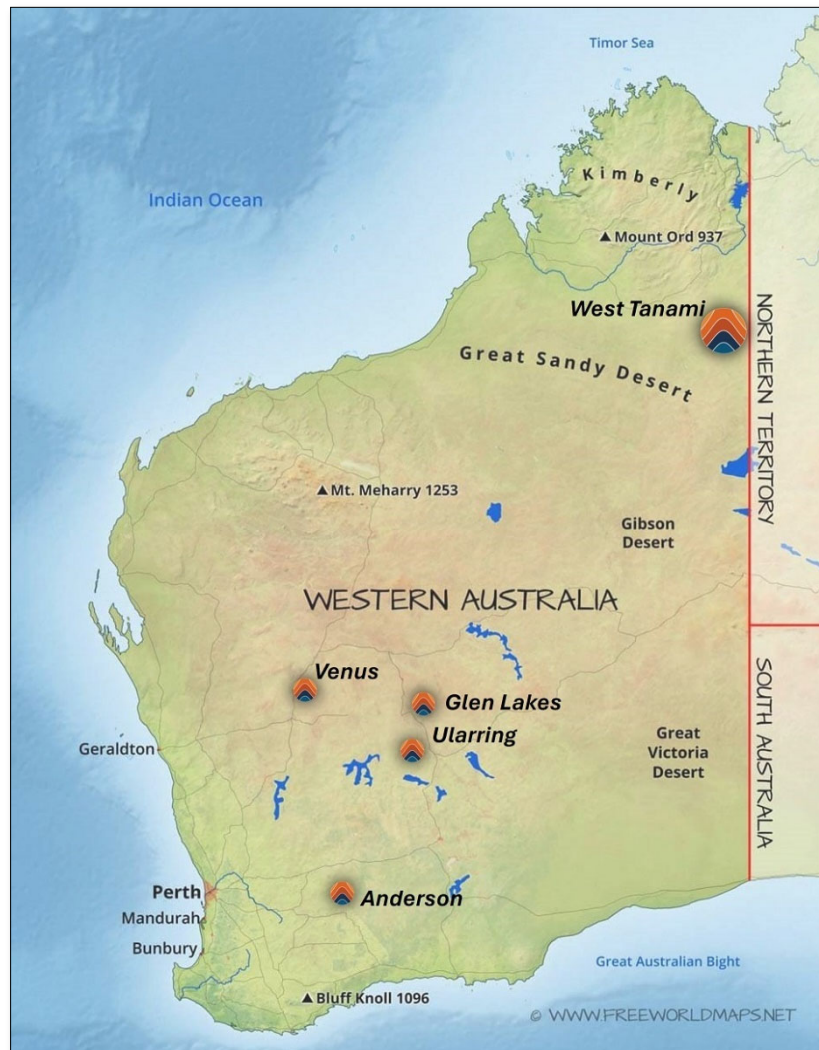 Timor Sea
Kimberly
Indian Ocean
Mount Ord 937
West Tanami
NORTHERN TERRITORY
Great Sandy Desert
Mt. Meharry 1253
Gibson
Desert
WESTERN AUSTRALIA
Venus
Glen Lakes
Ularring
SOUTH AUSTRALIA
Geraldton
Great
Victoria
Desert
Perth
Anderson
Mandurah
Bunbury
Great Australian Bight
Bluff Knoll 1096
© WWW.FREEWORLDMAPS.NET